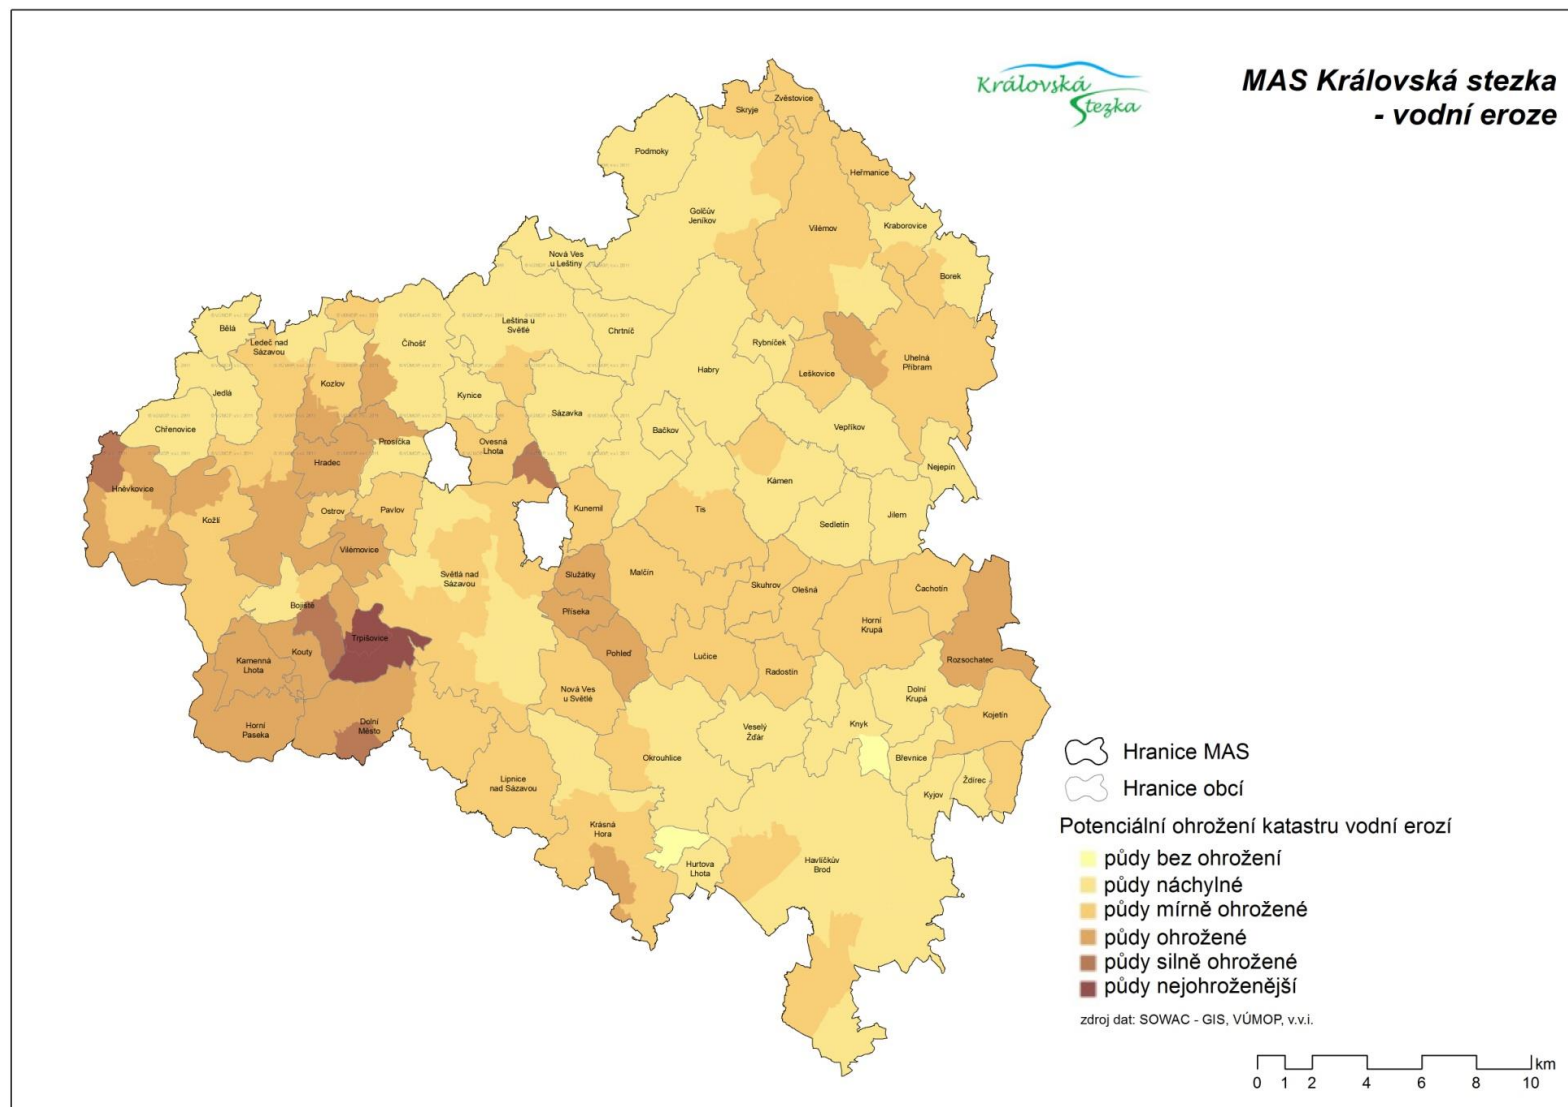 Královská
Stezka
MAS Královská stezka
- vodní eroze
Zvěstovice
Skryje
Podmoky
Heřmanice
Golčův
Jeníkov
Kraborovice
Vilémov
Nová Ves
u Leštiny
Borek
Bělá
Leština u
Světlé
Chrtníč
Ledeč nad
Sázavou
Číhošť
Rybníček
Uhelná
Příbram
Habry
Leškovice
Kozlov
Jedlá
Kynice
Sázavka
Chřenovice
Bačkov
Vepříkov
Prosíčka
Ovesná
Lhota
Hradec
Nejepín
Kámen
Hněvkovice
Ostrov
Pavlov
Kunemil
Tis
Jilem
Kožlí
Sedletín
Vilémovice
Světlá nad
Sázavou
Služátky
Malčín
Skuhrov
Olešná
Čachotín
Bojiště
Příseka
Horní
Krupá
Trpišovice
Kouty
Pohleď
Lučice
Kamenná
Lhota
Rozsochatec
Radostín
Nová Ves
u Světlé
Dolní
Krupá
Kojetín
Horní
Paseka
Dolní
Město
Veselý
Žďár
Knyk
Okrouhlice
Břevnice
Lipnice
nad Sázavou
Ždírec
Kyjov
Krásná
Hora
Hurtova
Lhota
Havlíčkův
Brod
Hranice MAS
Hranice obcí
Potenciální ohrožení katastru vodní erozí
půdy bez ohrožení
půdy náchylné
půdy mírně ohrožené
půdy ohrožené
půdy silně ohrožené
půdy nejohroženější
zdroj dat: SOWAC - GIS, VÚMOP, v.v.i.
km
0 1 2 4 6 8 10